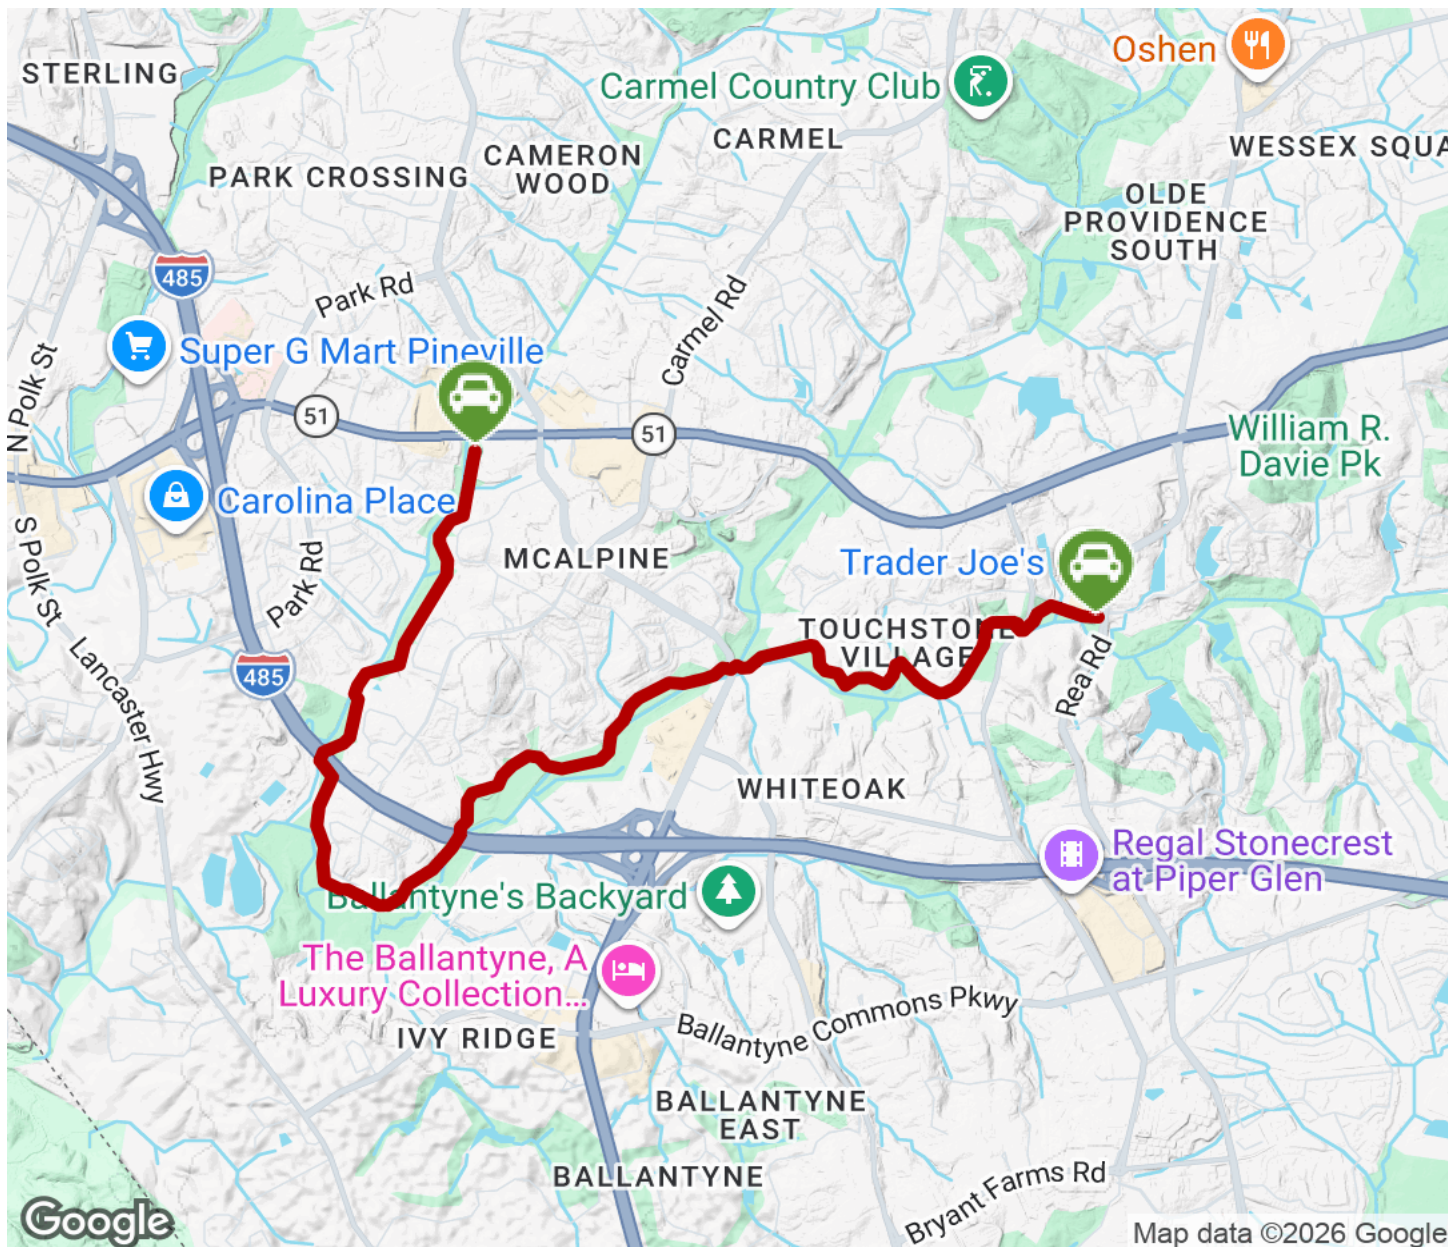 STERLING
Oshen
Carmel Country Club
CARMEL
WESSEX SQUA
CAMERON
WOOD
PARK CROSSING
OLDE
PROVIDENCE
SOUTH
485
Park Rd
Carmel Rd
Super G Mart Pineville
N Polk St
51
51
William R.
Davie Pk
Carolina Place
S Polk St
Park Rd
MCALPINE
Trader Joe's
TOUCHSTONE
VILLAGE
485
Lancaster Hwy
Rea Rd
WHITEOAK
Regal Stonecrest
at Piper Glen
Ballantyne's Backyard
The Ballantyne, A
Luxury Collection...
Ballantyne Commons Pkwy
IVY RIDGE
BALLANTYNE
EAST
BALLANTYNE
Bryant Farms Rd
Google
Map data ©2026 Google